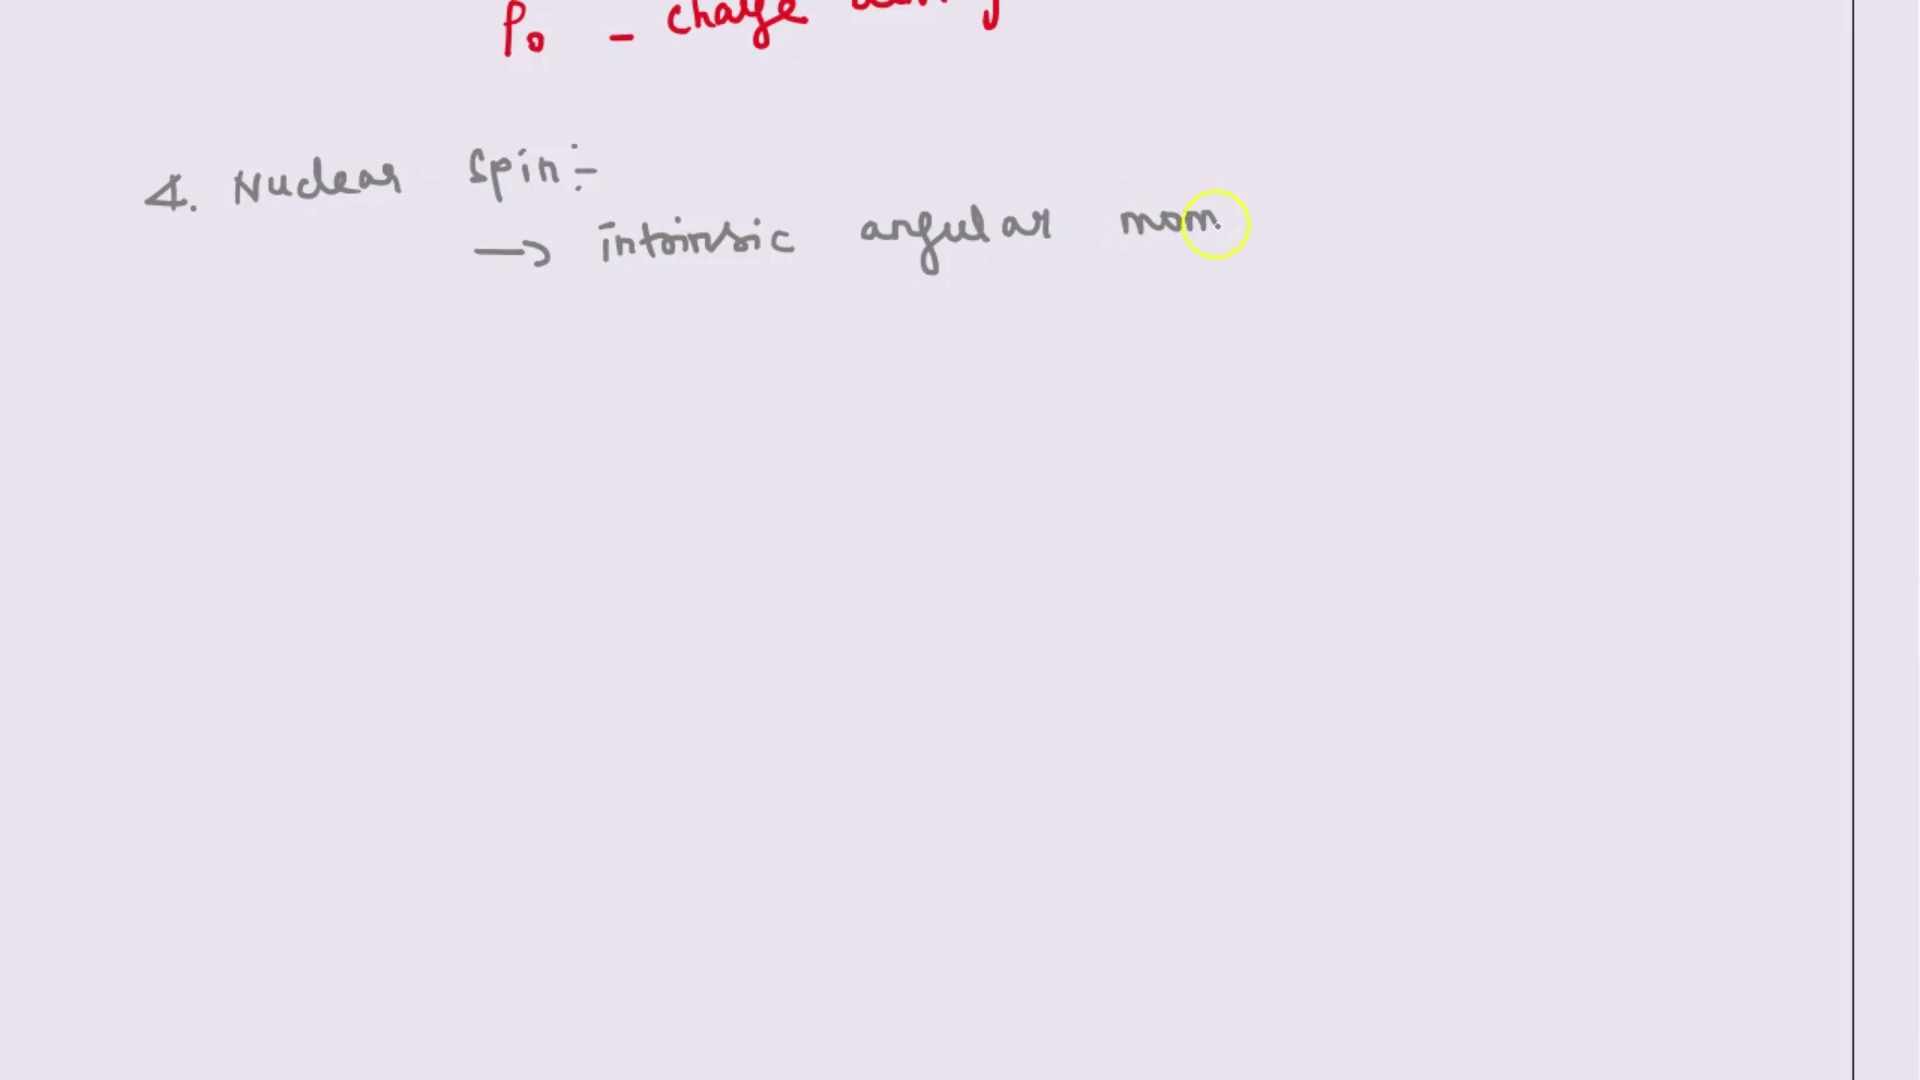 ρ₀ - charge
4. Nuclear Spin:-
→ intrinsic angular mom